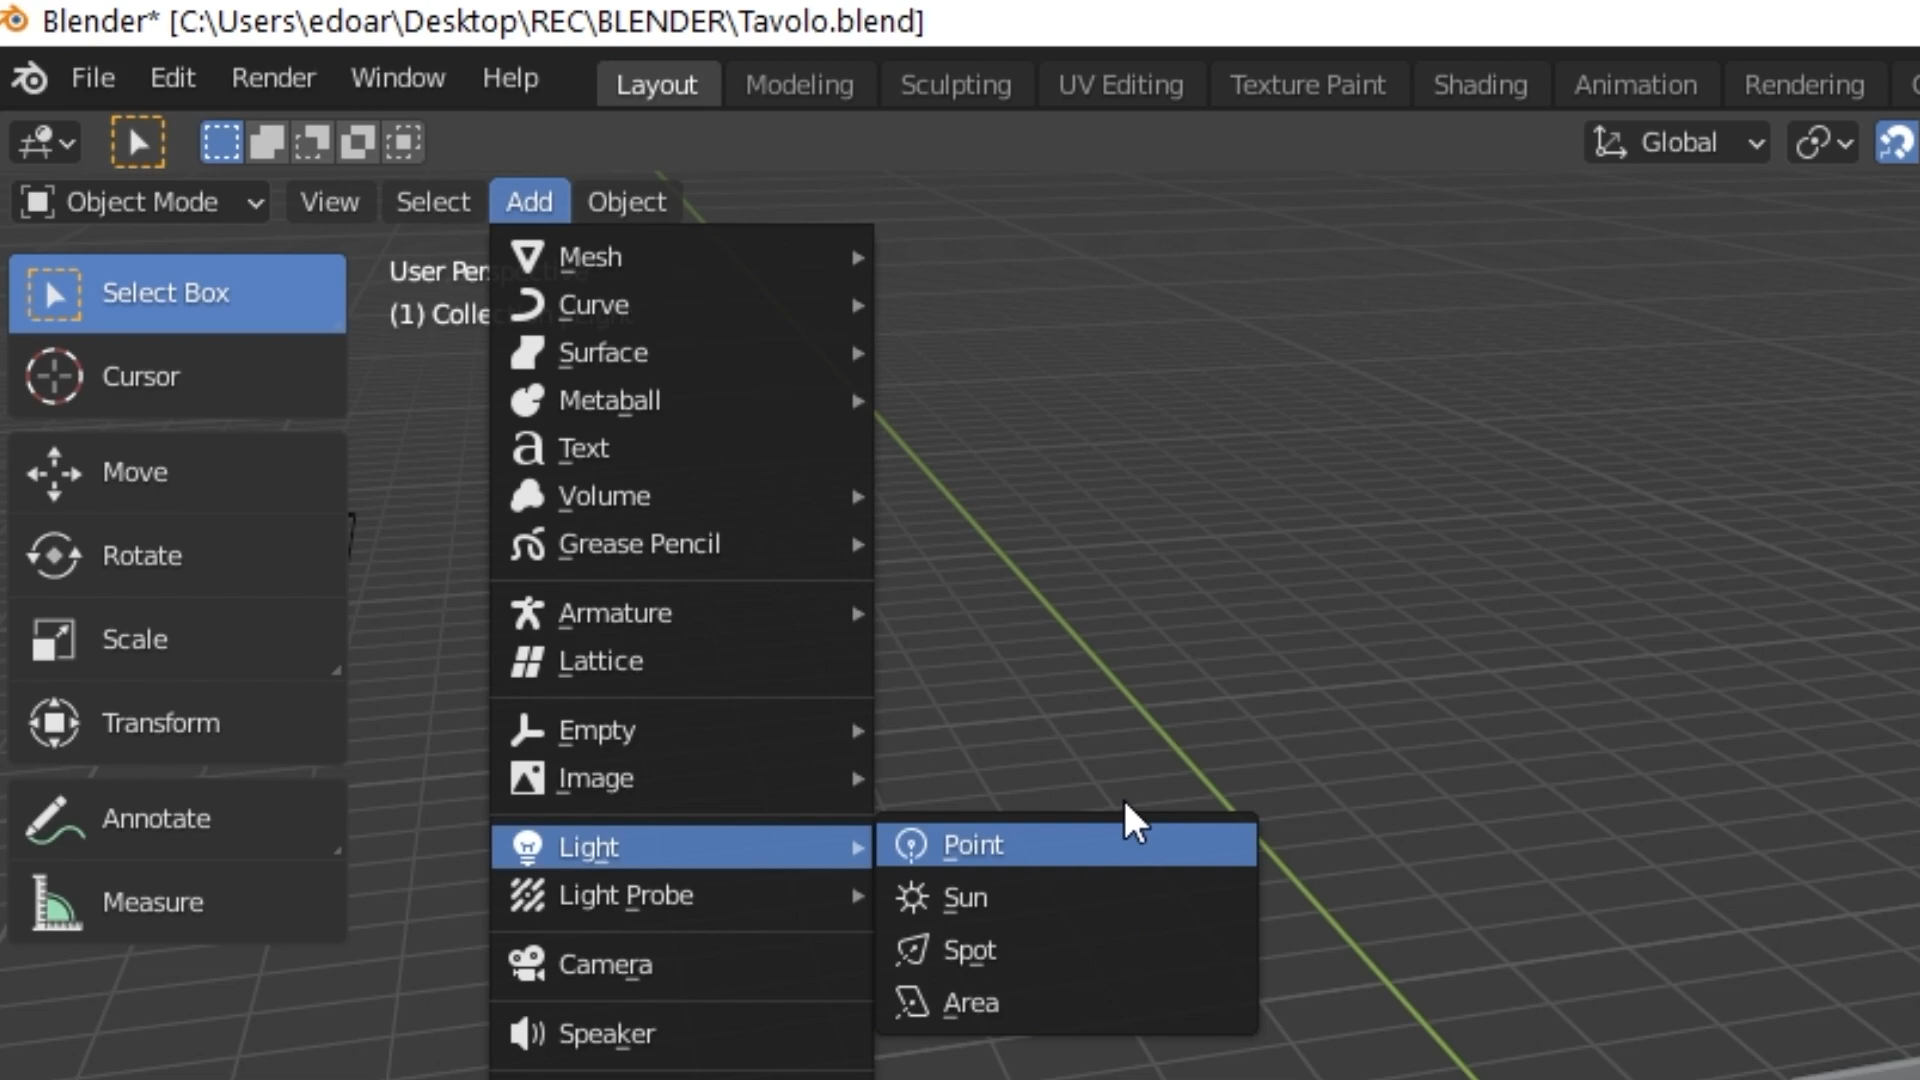 Blender* [C:\Users\edoar\Desktop\REC\BLENDER\Tavolo.blend]
File Edit Render Window Help Layout Modeling Sculpting UV Editing Texture Paint Shading Animation Rendering
Global
Object Mode View Select Add Object
Select Box
Cursor
Move
Rotate
Scale
Transform
Annotate
Measure
User
(1)
Mesh
Curve
Surface
Metaball
Text
Volume
Grease Pencil
Armature
Lattice
Empty
Image
Light
Light Probe
Camera
Speaker
Point
Sun
Spot
Area